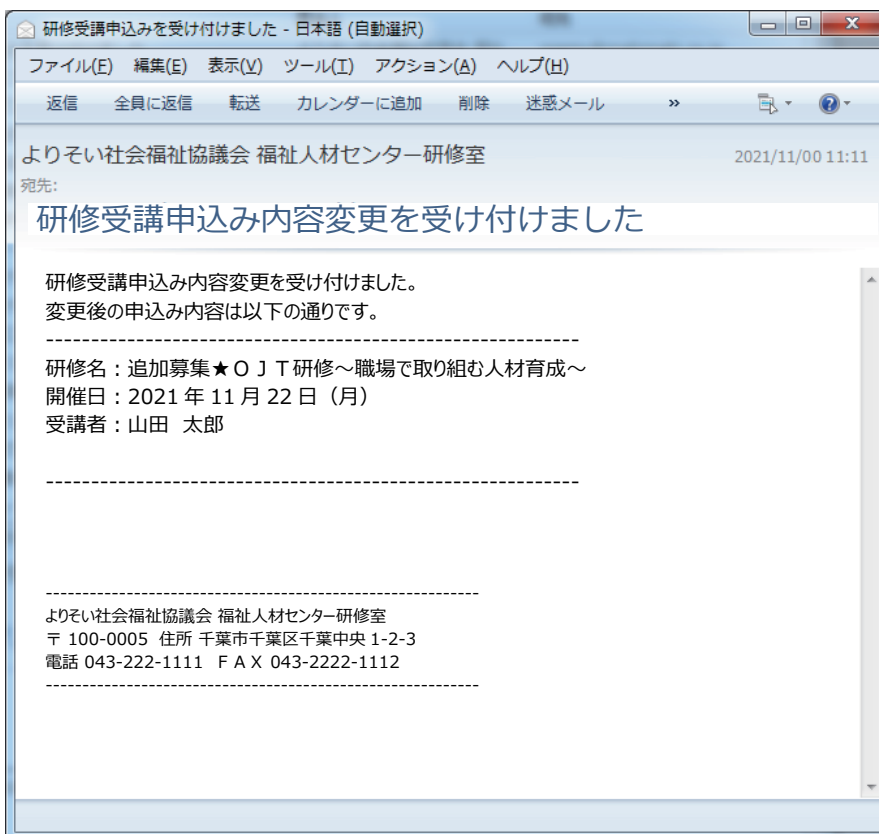 研修受講申込みを受け付けました - 日本語 (自動選択)
ファイル(F) 編集(E) 表示(V) ツール(T) アクション(A) ヘルプ(H)
返信 全員に返信 転送 カレンダーに追加 削除 迷惑メール »
よりそい社会福祉協議会 福祉人材センター研修室 2021/11/00 11:11
宛先:
研修受講申込み内容変更を受け付けました
研修受講申込み内容変更を受け付けました。
変更後の申込み内容は以下の通りです。
------------------------------------------------------------
研修名：追加募集★ＯＪＴ研修～職場で取り組む人材育成～
開催日：2021 年 11 月 22 日（月）
受講者：山田 太郎
------------------------------------------------------------
------------------------------------------------------------
よりそい社会福祉協議会 福祉人材センター研修室
〒 100-0005 住所 千葉市千葉区千葉中央 1-2-3
電話 043-222-1111 ＦＡＸ 043-2222-1112
------------------------------------------------------------